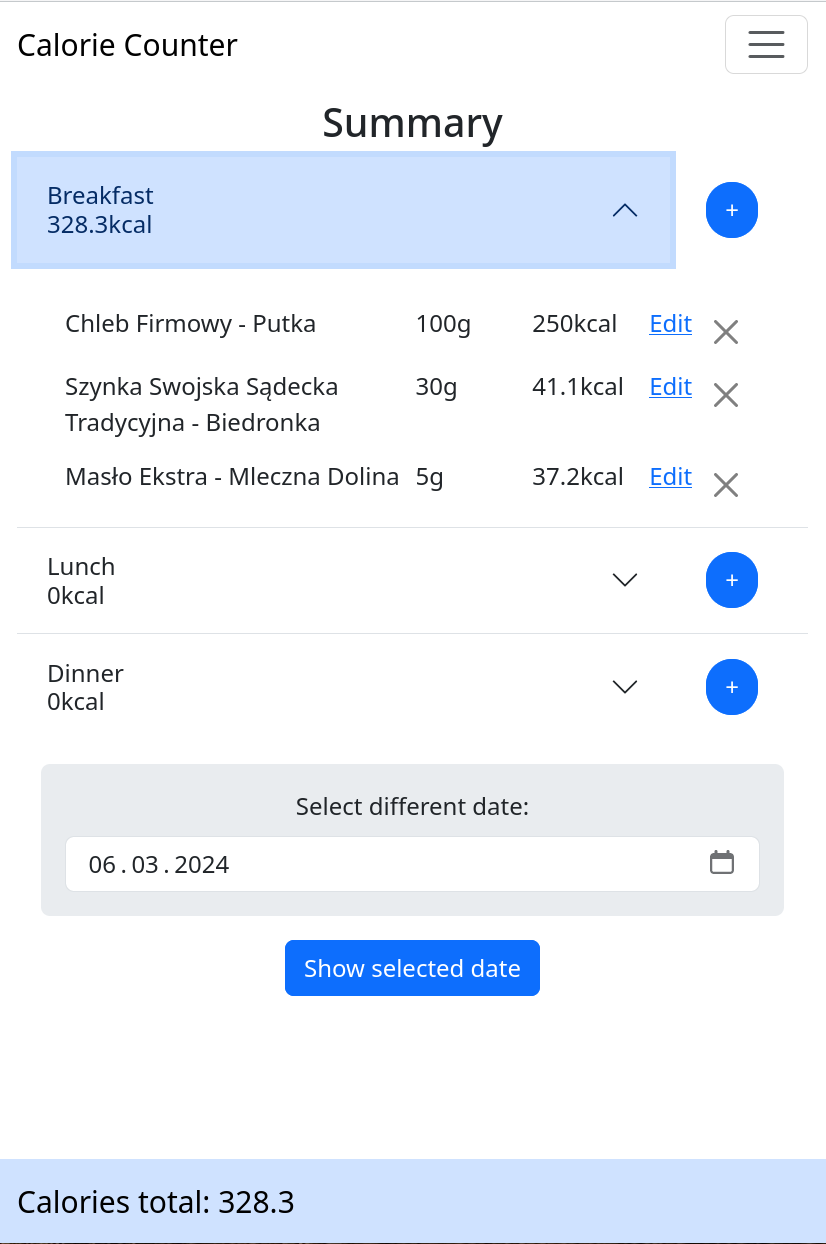 Calorie Counter
Summary
Breakfast
328.3kcal
+
Chleb Firmowy - Putka 100g 250kcal Edit
Szynka Swojska Sądecka 30g 41.1kcal Edit
Tradycyjna - Biedronka
Masło Ekstra - Mleczna Dolina 5g 37.2kcal Edit
Lunch
0kcal
+
Dinner
0kcal
+
Select different date:
06.03.2024
Show selected date
Calories total: 328.3